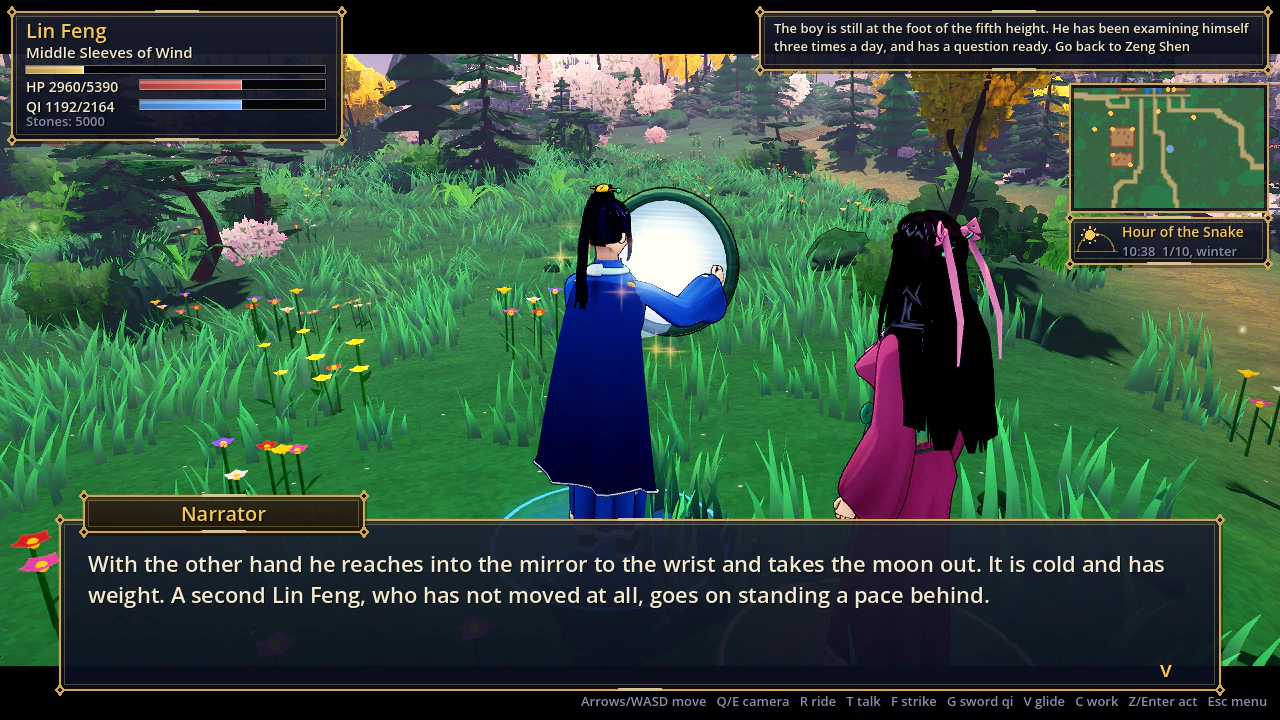 Lin Feng
Middle Sleeves of Wind
HP 2960/5390
QI 1192/2164
Stones: 5000
The boy is still at the foot of the fifth height. He has been examining himself
three times a day, and has a question ready. Go back to Zeng Shen
Hour of the Snake
10:38 1/10, winter
Narrator
With the other hand he reaches into the mirror to the wrist and takes the moon out. It is cold and has
weight. A second Lin Feng, who has not moved at all, goes on standing a pace behind.
V
Arrows/WASD move Q/E camera R ride T talk F strike G sword qi V glide C work Z/Enter act Esc menu